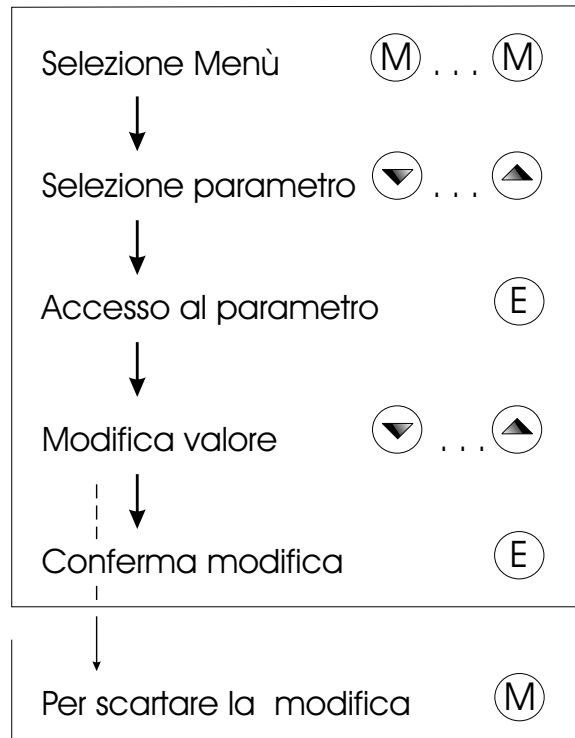 Selezione Menù M . . . M
Selezione parametro . . .
Accesso al parametro E
Modifica valore . . .
Conferma modifica E
Per scartare la modifica M